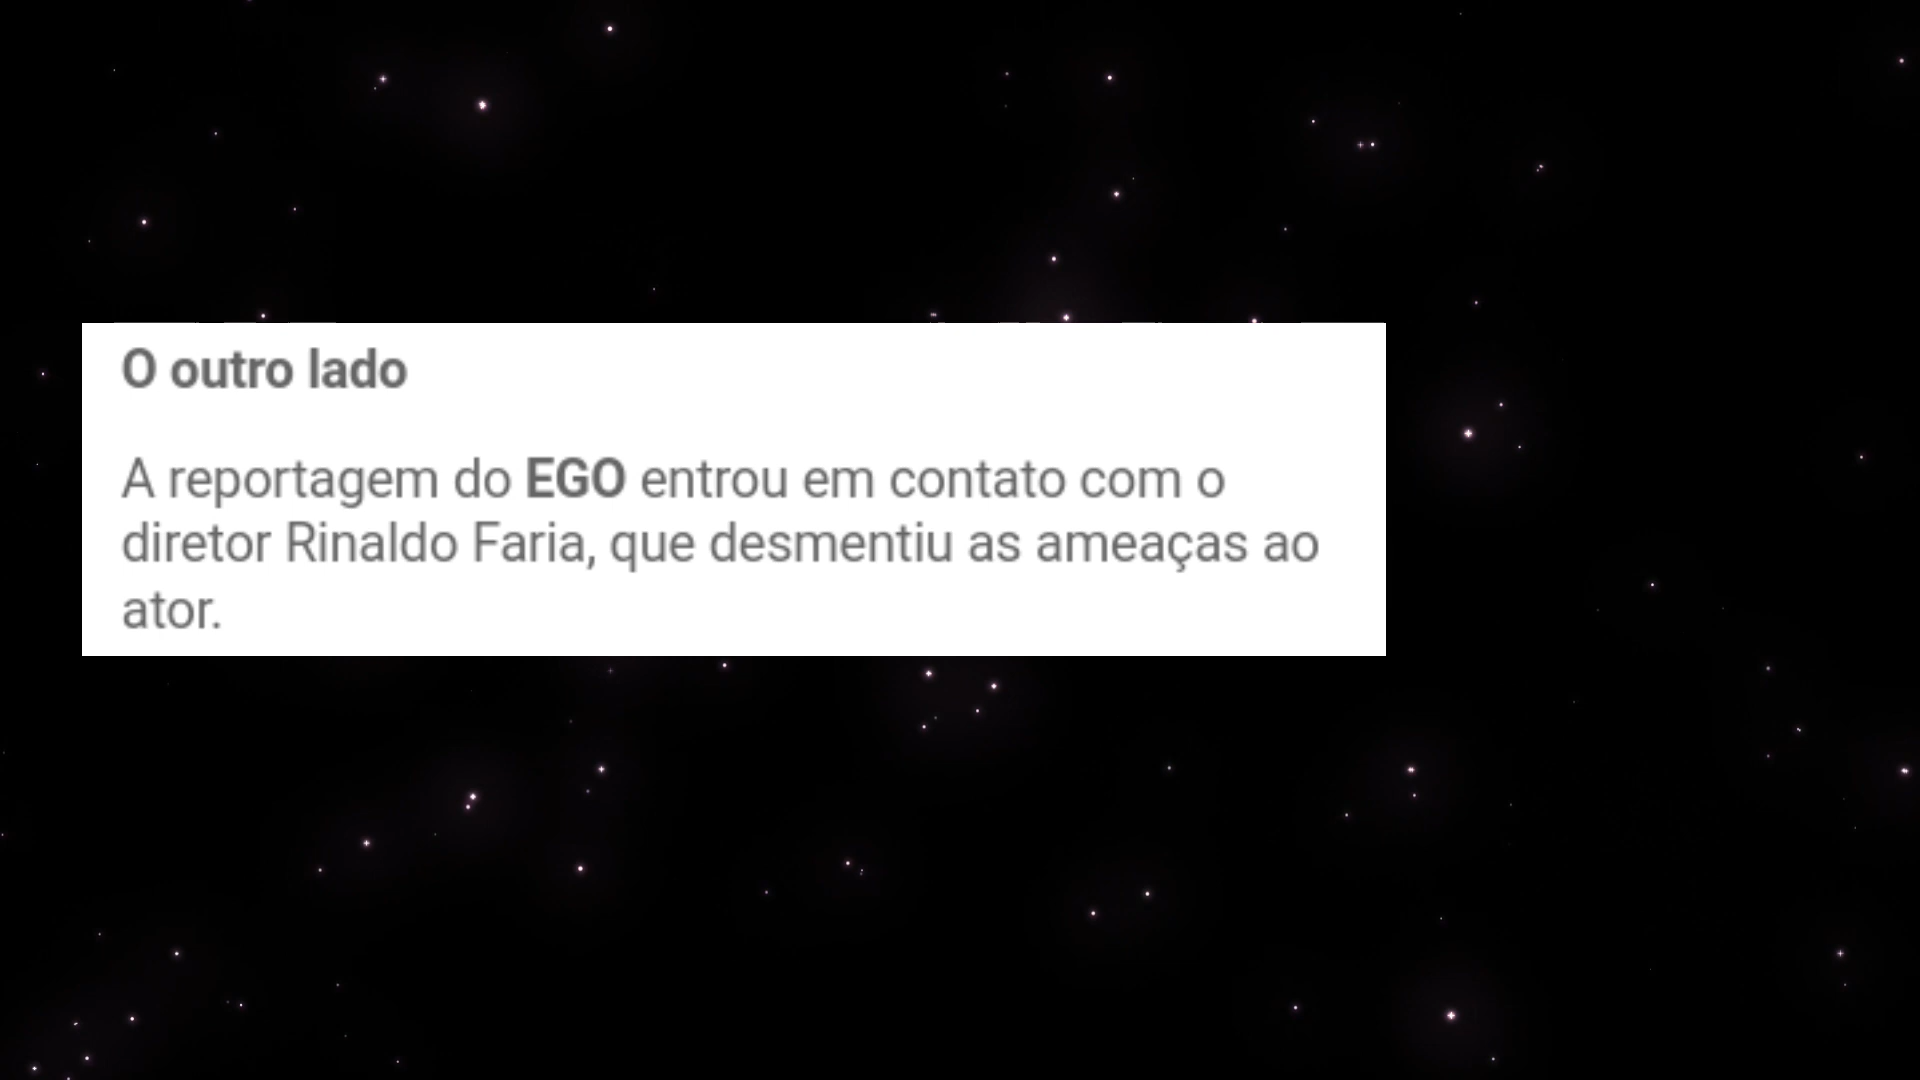 O outro lado
A reportagem do EGO entrou em contato com o
diretor Rinaldo Faria, que desmentiu as ameaças ao
ator.